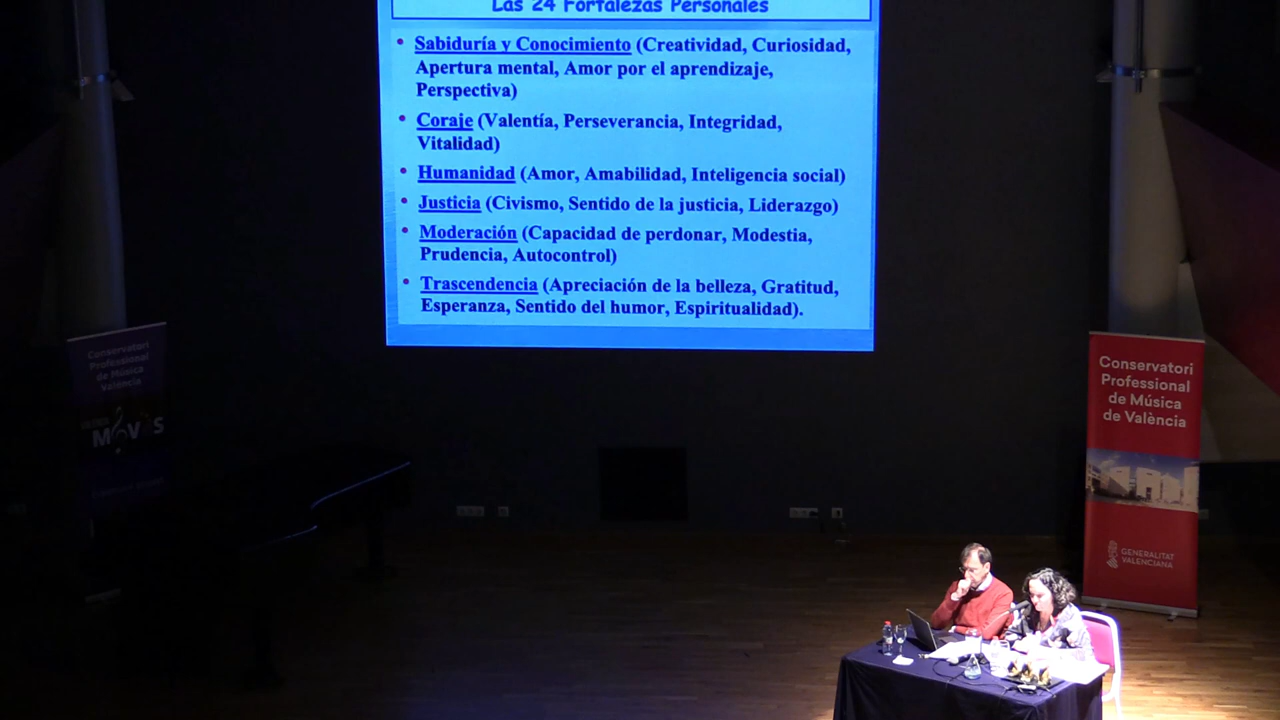 Las 24 Fortalezas Personales
• Sabiduría y Conocimiento (Creatividad, Curiosidad,
Apertura mental, Amor por el aprendizaje,
Perspectiva)
• Coraje (Valentía, Perseverancia, Integridad,
Vitalidad)
• Humanidad (Amor, Amabilidad, Inteligencia social)
• Justicia (Civismo, Sentido de la justicia, Liderazgo)
• Moderación (Capacidad de perdonar, Modestia,
Prudencia, Autocontrol)
• Trascendencia (Apreciación de la belleza, Gratitud,
Esperanza, Sentido del humor, Espiritualidad).
Conservatori
Professional
de Música
València
Conservatori
Professional
de Música
de València
GENERALITAT
VALENCIANA